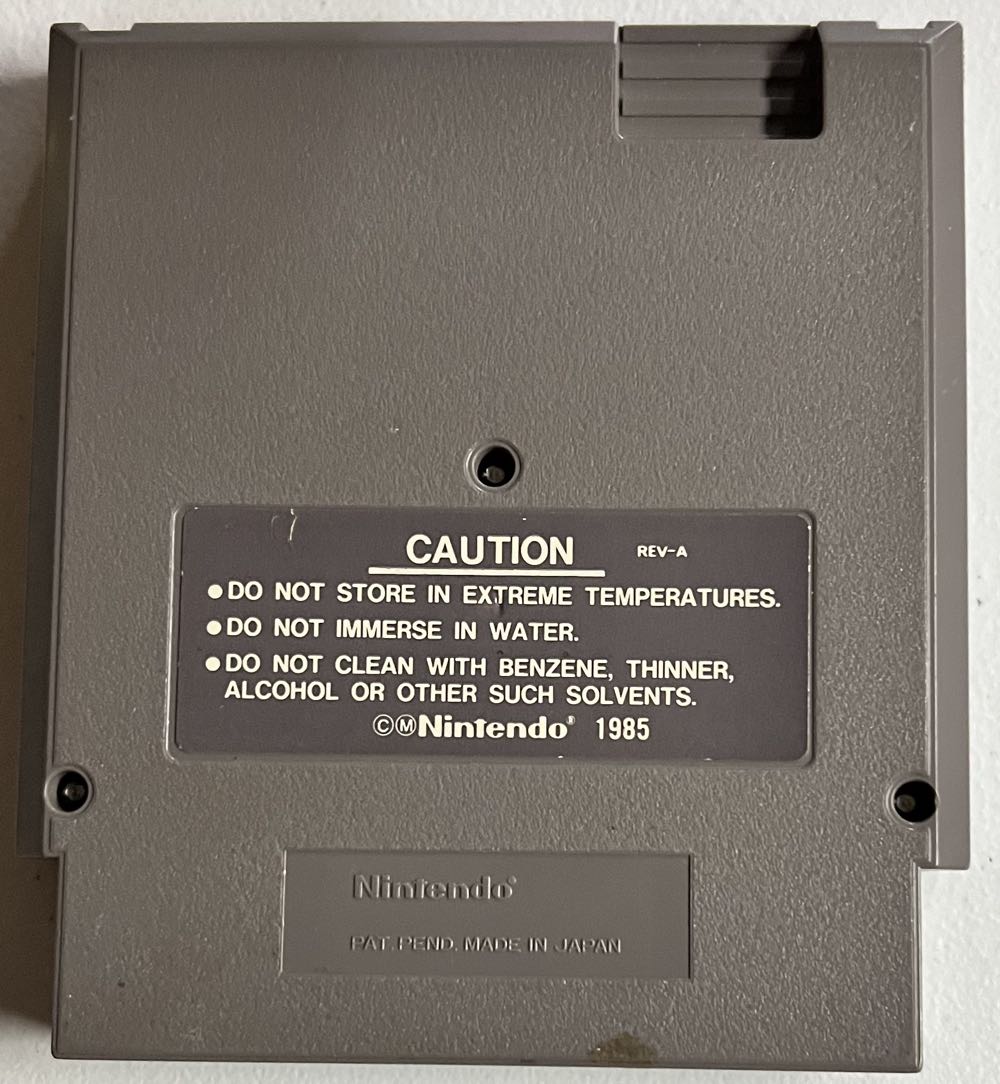 CAUTION REV-A
●DO NOT STORE IN EXTREME TEMPERATURES.
●DO NOT IMMERSE IN WATER.
●DO NOT CLEAN WITH BENZENE, THINNER,
ALCOHOL OR OTHER SUCH SOLVENTS.
©ⓂNintendo® 1985
Nintendo®
PAT. PEND. MADE IN JAPAN